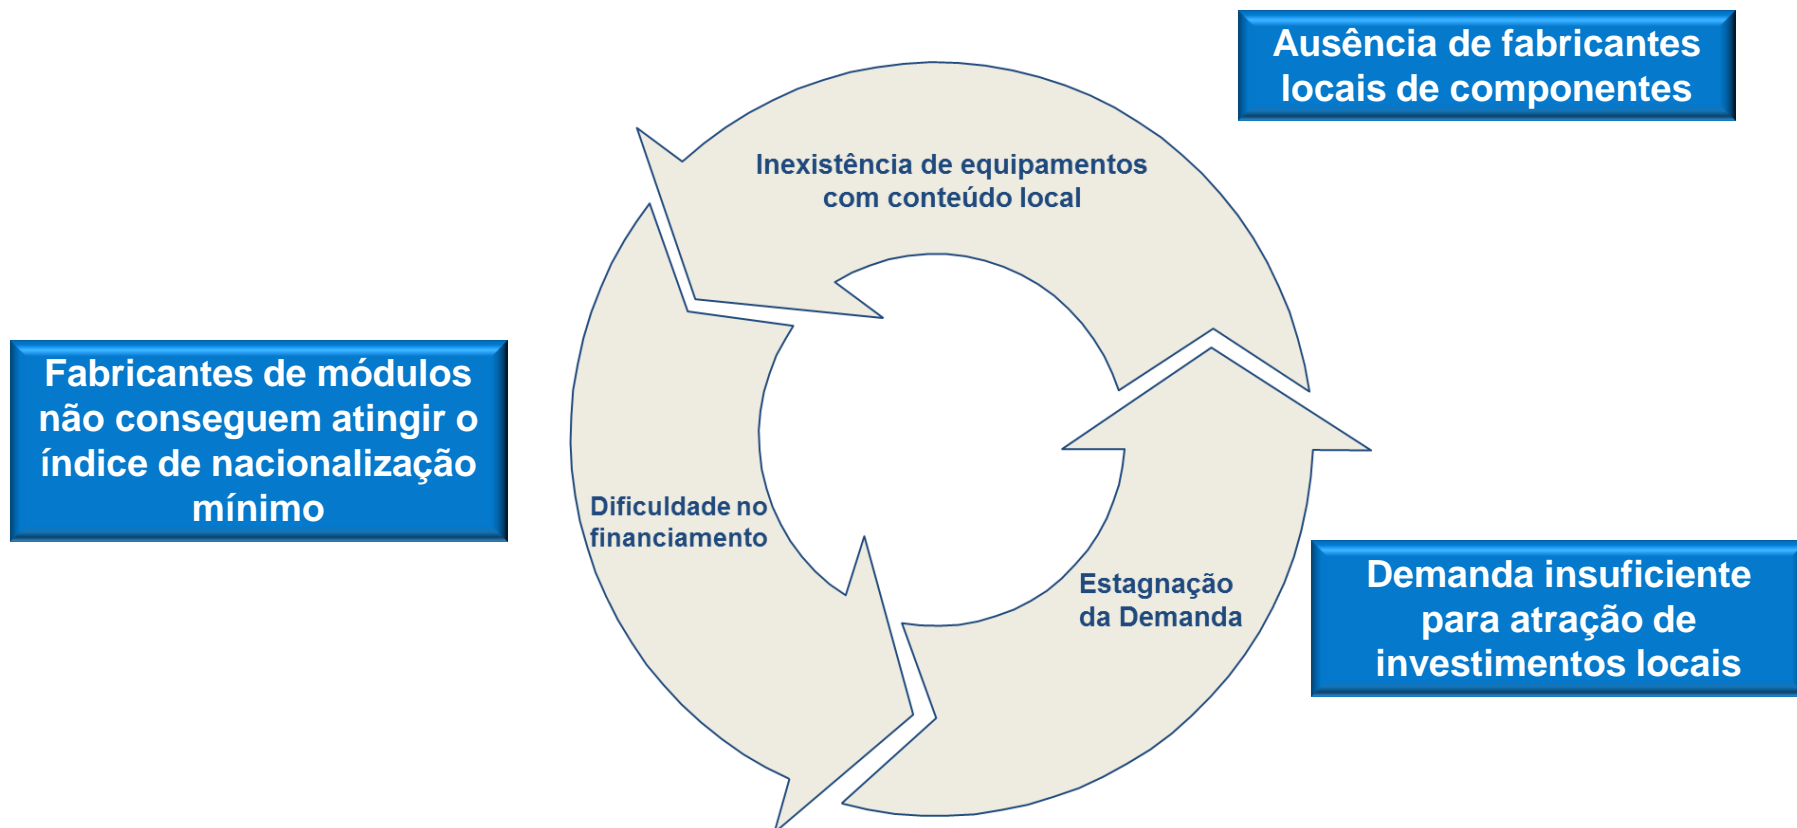 Ausência de fabricantes
locais de componentes
Inexistência de equipamentos
com conteúdo local
Fabricantes de módulos
não conseguem atingir o
índice de nacionalização
mínimo
Dificuldade no
financiamento
Estagnação
da Demanda
Demanda insuficiente
para atração de
investimentos locais